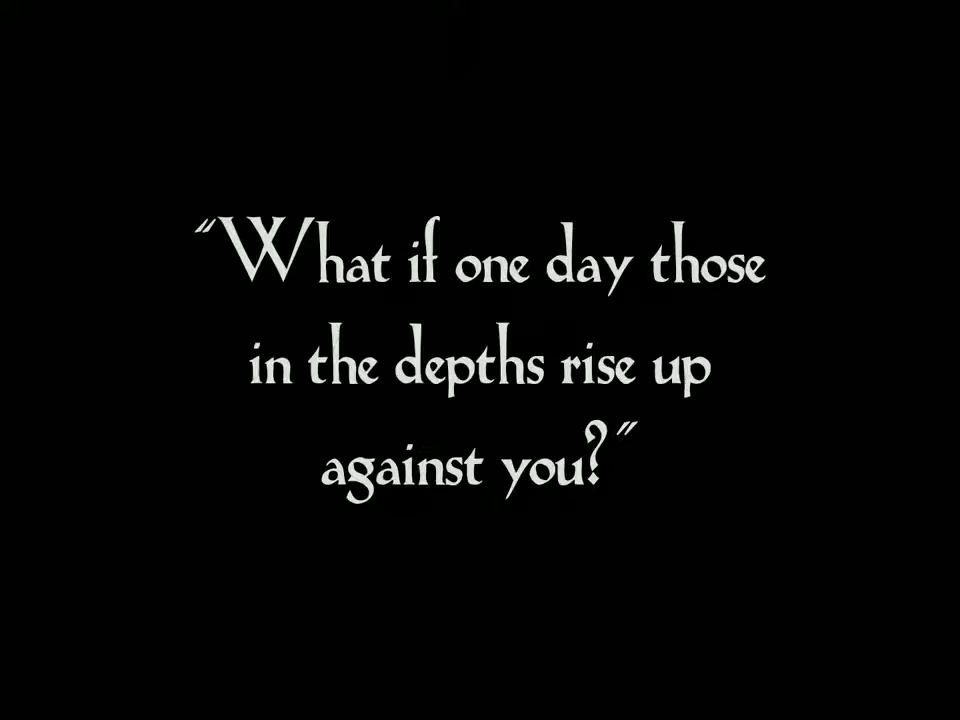 "What if one day those
in the depths rise up
against you?"